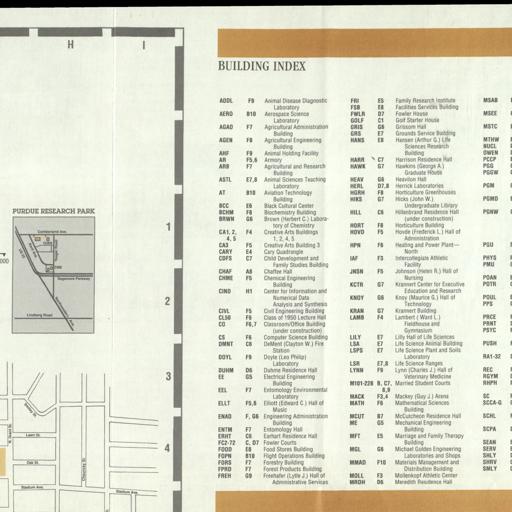 H I
BUILDING INDEX
ADDL F9 Animal Disease Diagnostic
Laboratory
AERO B10 Aerospace Science
Laboratory
AGAD F7 Agricultural Administration
Building
AGEN F8 Agricultural Engineering
Building
AHF F9 Animal Holding Facility
AR F5,6 Armory
ARB F7 Agricultural and Research
Building
ASTL E7,8 Animal Sciences Teaching
Laboratory
AT B10 Aviation Technology
Building
BCC E6 Black Cultural Center
BCHM F8 Biochemistry Building
BRWN G6 Brown (Herbert C.) Labora-
tory of Chemistry
CA1, 2, F4 Creative Arts Buildings
4, 5 1, 2, 4, 5
CA3 F5 Creative Arts Building 3
CARY E4 Cary Quadrangle
CDFS C7 Child Development and
Family Studies Building
CHAF A8 Chaffee Hall
CHME F5 Chemical Engineering
Building
CIND H1 Center for Information and
Numerical Data
Analysis and Synthesis
CIVL F5 Civil Engineering Building
CL50 F6 Class of 1950 Lecture Hall
CO F6,7 Classroom/Office Building
(under construction)
CS F6 Computer Science Building
DMNT C8 DeMent (Clayton W.) Fire
Station
DOYL F9 Doyle (Leo Philip)
Laboratory
DUHM D6 Duhme Residence Hall
EE G5 Electrical Engineering
Building
EEL F7 Entomology Environmental
Laboratory
ELLT F5,6 Elliott (Edward C.) Hall of
Music
ENAD F, G6 Engineering Administration
Building
ENTM F7 Entomology Hall
ERHT C6 Earhart Residence Hall
FC2-72 C, D7 Fowler Courts
FOOD E8 Food Stores Building
FOPN B10 Flight Operations Building
FORS F7 Forestry Building
FPRD F7 Forest Products Building
FREH G9 Freehafer (Lytle J.) Hall of
Administrative Services
FRI E5 Family Research Institute
FSB E8 Facilities Services Building
FWLR D7 Fowler House
GOLF C1 Golf Starter House
GRIS G6 Grissom Hall
GRS E7 Grounds Service Building
HANS E8 Hansen (Arthur G.) Life
Sciences Research
Building
HARR C7 Harrison Residence Hall
HAWK G7 Hawkins (George A.)
Graduate House
HEAV G6 Heavilon Hall
HERL D7,8 Herrick Laboratories
HGRH F8 Horticulture Greenhouses
HIKS G7 Hicks (John W.)
Undergraduate Library
HILL C6 Hillenbrand Residence Hall
(under construction)
HORT F8 Horticulture Building
HOVD F5 Hovde (Frederick L.) Hall of
Administration
HPN F6 Heating and Power Plant—
North
IAF F3 Intercollegiate Athletic
Facility
JNSN F5 Johnson (Helen R.) Hall of
Nursing
KCTR G7 Krannert Center for Executive
Education and Research
KNOY G6 Knoy (Maurice G.) Hall of
Technology
KRAN G7 Krannert Building
LAMB F4 Lambert (Ward L.)
Fieldhouse and
Gymnasium
LILY E7 Lilly Hall of Life Sciences
LSA E7 Life Science Animal Building
LSPS E7 Life Science Plant and Soils
Laboratory
LSR E7,8 Life Science Ranges
LYNN F9 Lynn (Charles J.) Hall of
Veterinary Medicine
M101-228 B, C7, Married Student Courts
8,9
MACK F3,4 Mackey (Guy J.) Arena
MATH F6 Mathematical Sciences
Building
MCUT B7 McCutcheon Residence Hall
ME G5 Mechanical Engineering
Building
MFT E5 Marriage and Family Therapy
Building
MGL G6 Michael Golden Engineering
Laboratories and Shops
MMAD F10 Materials Management and
Distribution Building
MOLL F3 Mollenkopf Athletic Center
MRDH D6 Meredith Residence Hall
MSAB
MSEE
MSTC
MTHW
NUCL
OWEN
PCCP
PGG
PGGW
PGM
PGMD
PGNW
PGU
PHYS
PMU
POAN
POTR
POUL
PPS
PRCE
PRNT
PSYC
PUSH
RA1-32
REC
RGYM
RHPH
SC
SCCA-G
SCHL
SCPA
SEAN
SERV
SHLY
SHRV
SMLY
PURDUE RESEARCH PARK
Cumberland Ave.
Sagamore Parkway
Lindberg Road
1
2
3
4
Lawn St.
Oak St.
Stadium Ave.
Stadium Ave.